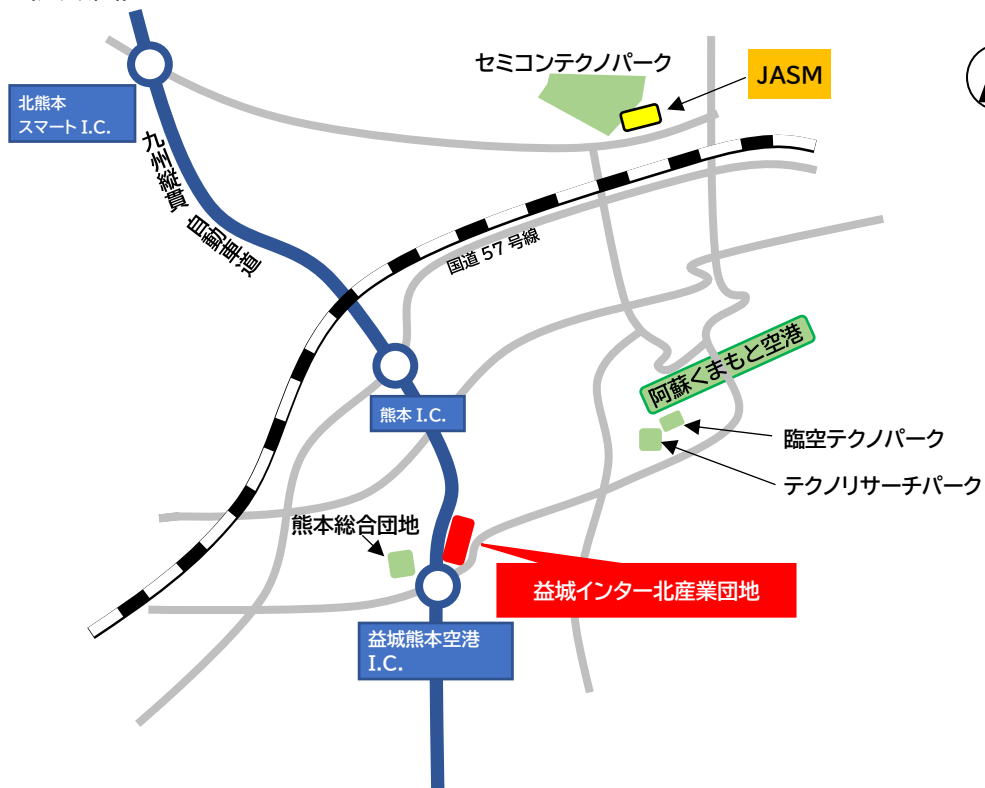 セミコンテクノパーク
JASM
北熊本
スマート I.C.
九州縦貫
自動車道
国道57号線
阿蘇くまもと空港
熊本 I.C.
臨空テクノパーク
テクノリサーチパーク
熊本総合団地
益城インター北産業団地
益城熊本空港
I.C.